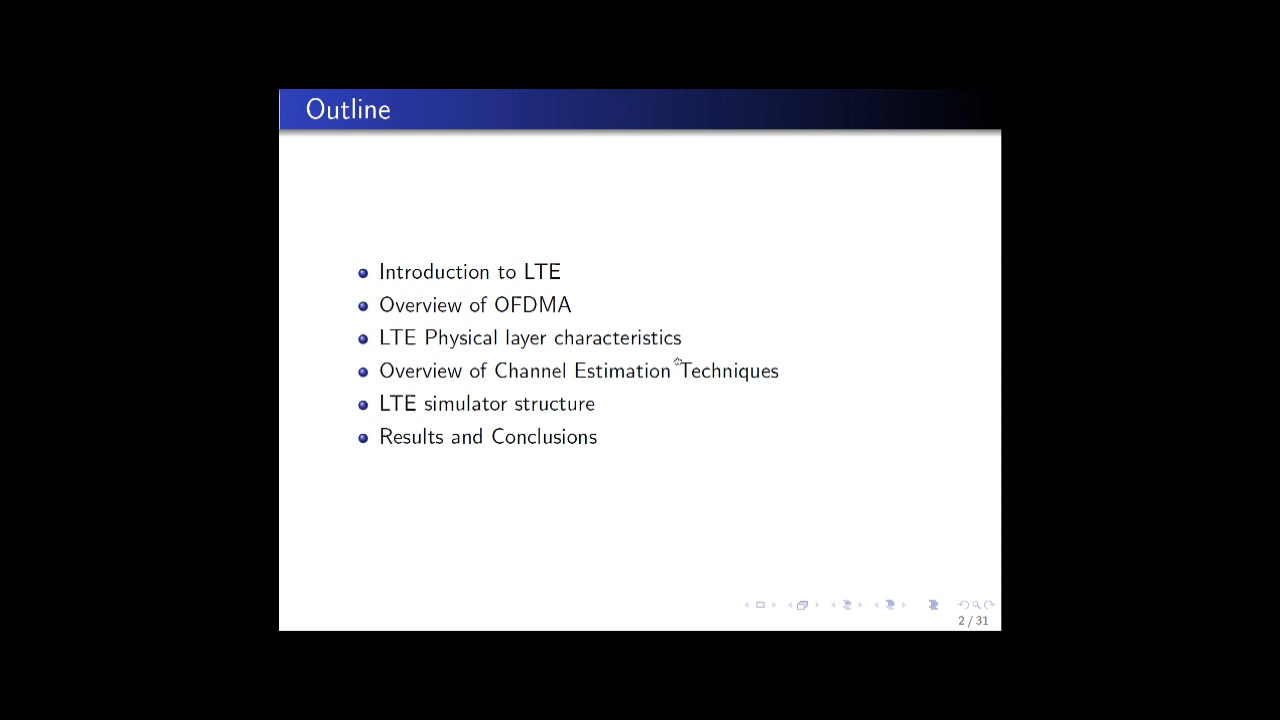 Outline
Introduction to LTE
Overview of OFDMA
LTE Physical layer characteristics
Overview of Channel Estimation Techniques
LTE simulator structure
Results and Conclusions
2 / 31